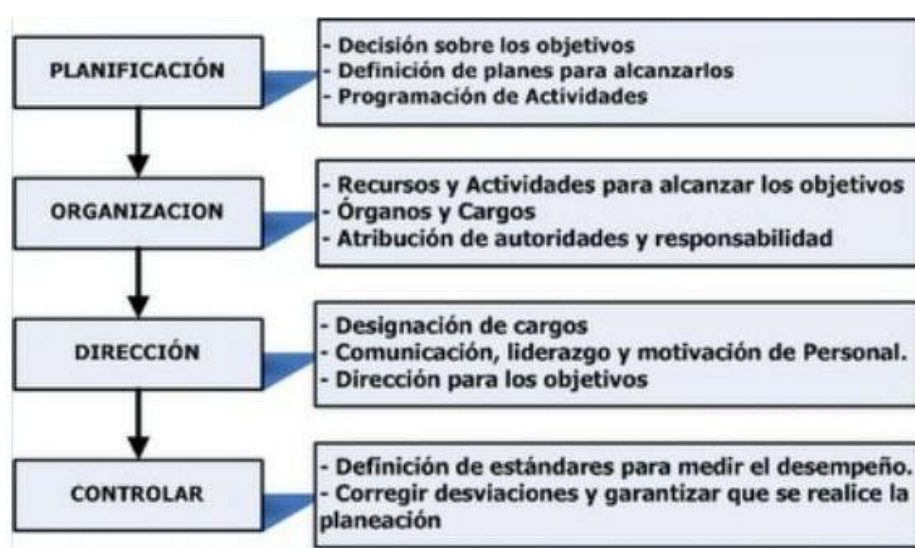 PLANIFICACIÓN
- Decisión sobre los objetivos
- Definición de planes para alcanzarlos
- Programación de Actividades
ORGANIZACION
- Recursos y Actividades para alcanzar los objetivos
- Órganos y Cargos
- Atribución de autoridades y responsabilidad
DIRECCIÓN
- Designación de cargos
- Comunicación, liderazgo y motivación de Personal.
- Dirección para los objetivos
CONTROLAR
- Definición de estándares para medir el desempeño.
- Corregir desviaciones y garantizar que se realice la
planeación